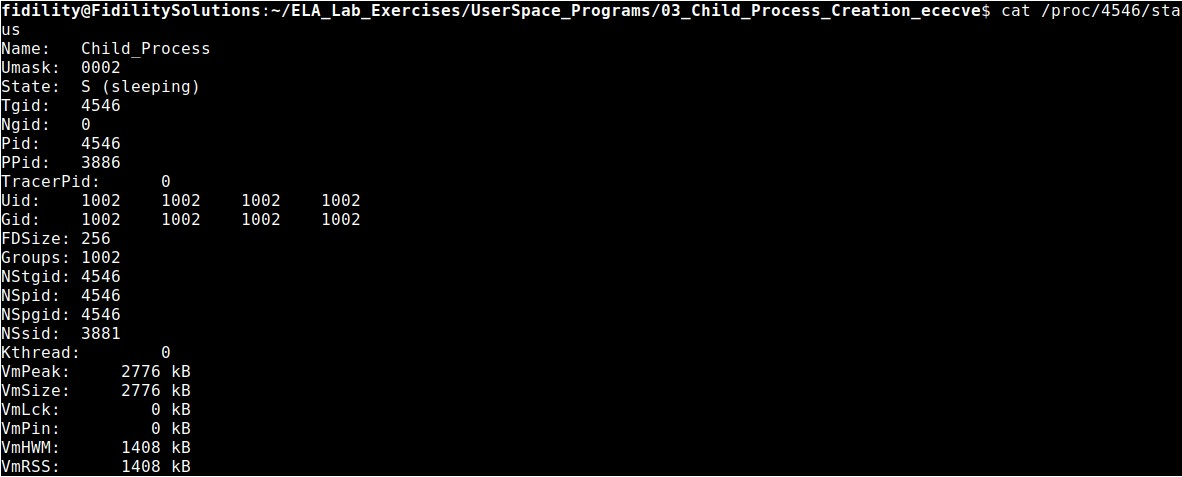 fidility@FidilitySolutions:~/ELA_Lab_Exercises/UserSpace_Programs/03_Child_Process_Creation_ececve$ cat /proc/4546/sta
us
Name:   Child_Process
Umask:  0002
State:  S (sleeping)
Tgid:   4546
Ngid:   0
Pid:    4546
PPid:   3886
TracerPid:      0
Uid:    1002    1002    1002    1002
Gid:    1002    1002    1002    1002
FDSize: 256
Groups: 1002
NStgid: 4546
NSpid:  4546
NSpgid: 4546
NSsid:  3881
Kthread:        0
VmPeak:     2776 kB
VmSize:     2776 kB
VmLck:         0 kB
VmPin:         0 kB
VmHWM:      1408 kB
VmRSS:      1408 kB